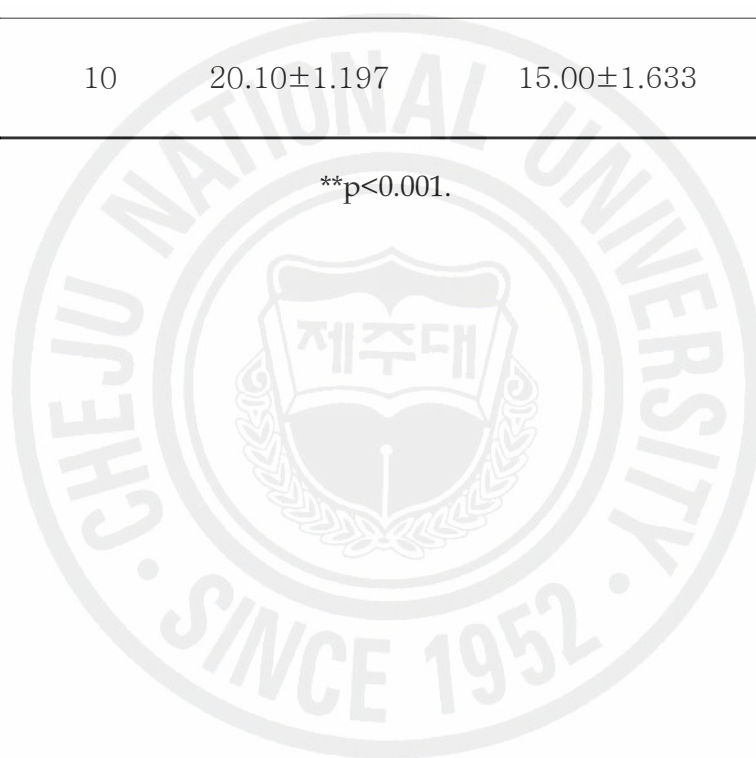 10 20.10±1.197 15.00±1.633
**p<0.001.
CHEJU NATIONAL UNIVERSITY
제주대
SINCE 1952